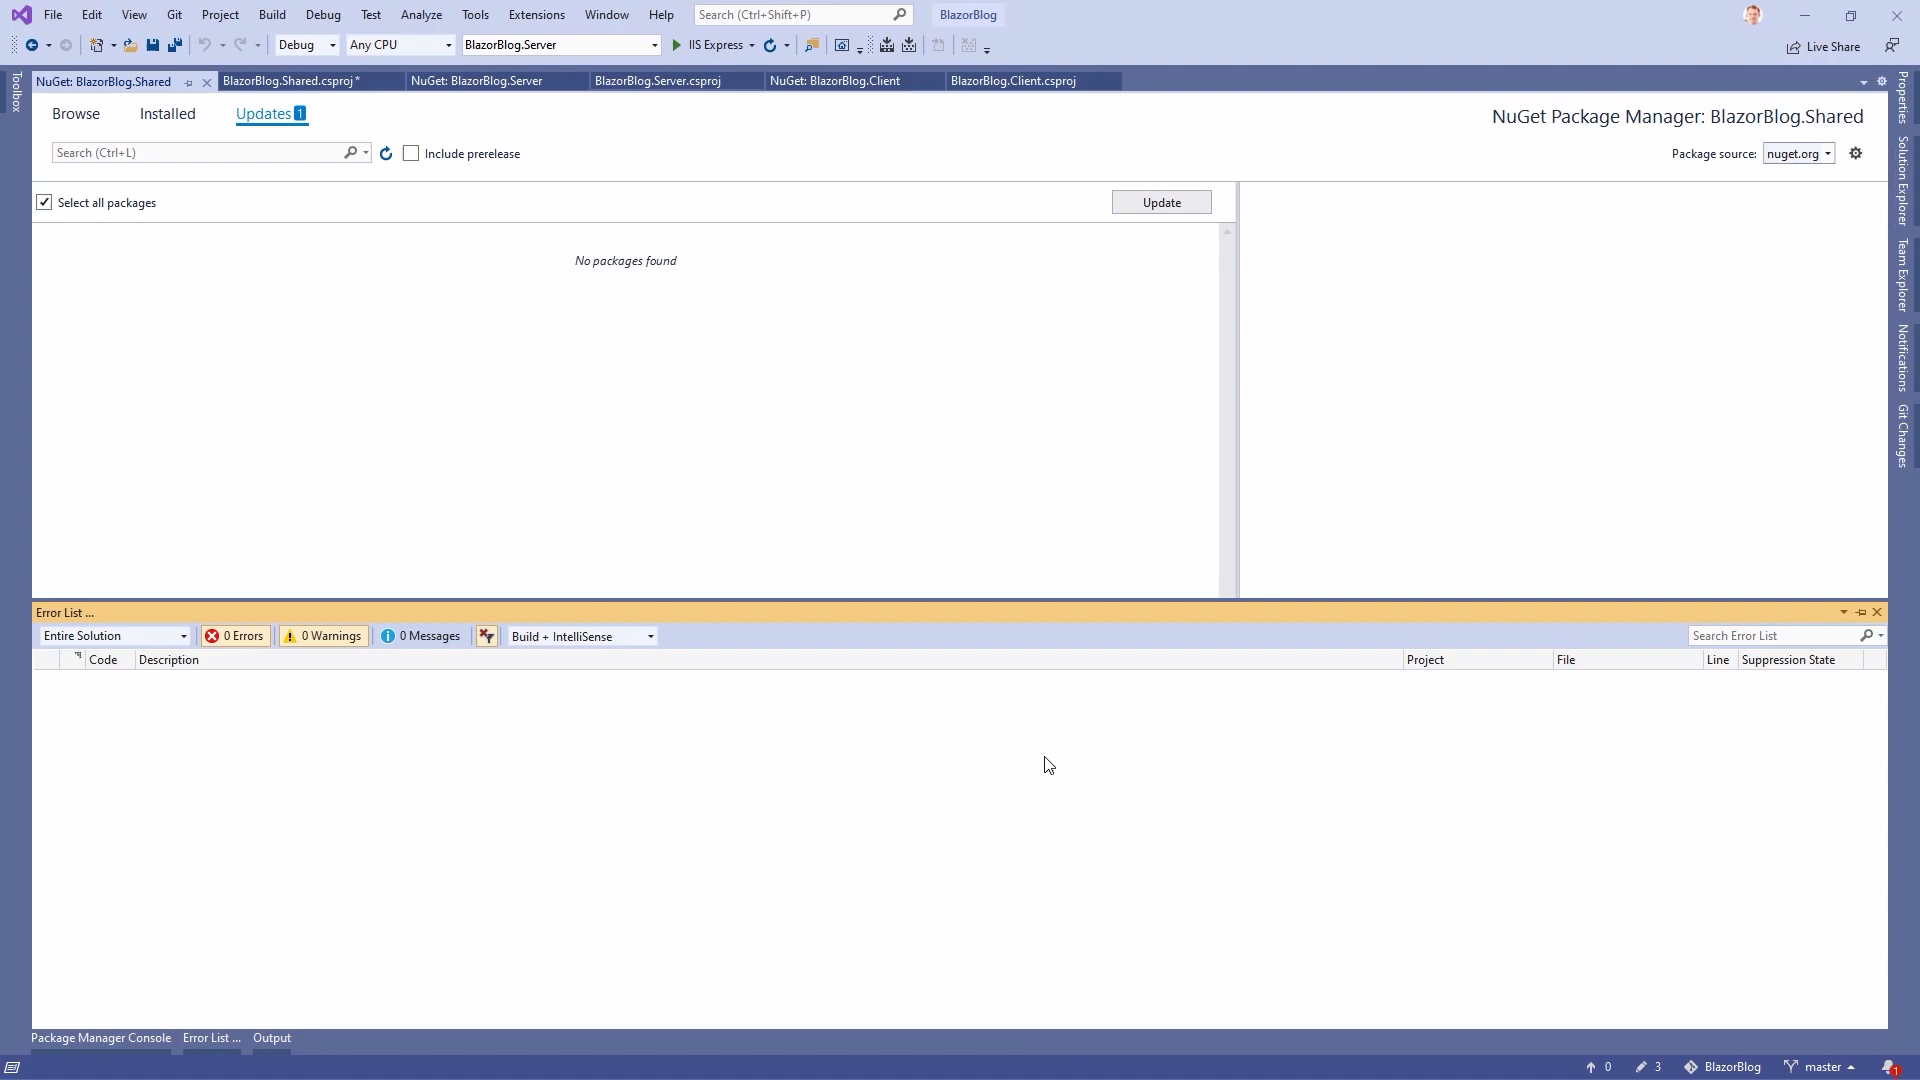 File Edit View Git Project Build Debug Test Analyze Tools Extensions Window Help Search (Ctrl+Shift+P) BlazorBlog
Debug Any CPU BlazorBlog.Server IIS Express Live Share
NuGet: BlazorBlog.Shared BlazorBlog.Shared.csproj* NuGet: BlazorBlog.Server BlazorBlog.Server.csproj NuGet: BlazorBlog.Client BlazorBlog.Client.csproj
Toolbox
Browse Installed Updates 1 NuGet Package Manager: BlazorBlog.Shared
Search (Ctrl+L) Include prerelease Package source: nuget.org
Select all packages Update
No packages found
Properties
Solution Explorer
Team Explorer
Notifications
Git Changes
Error List ...
Entire Solution 0 Errors 0 Warnings 0 Messages Build + IntelliSense Search Error List
Code Description Project File Line Suppression State
Package Manager Console Error List ... Output
0 3 BlazorBlog master 1